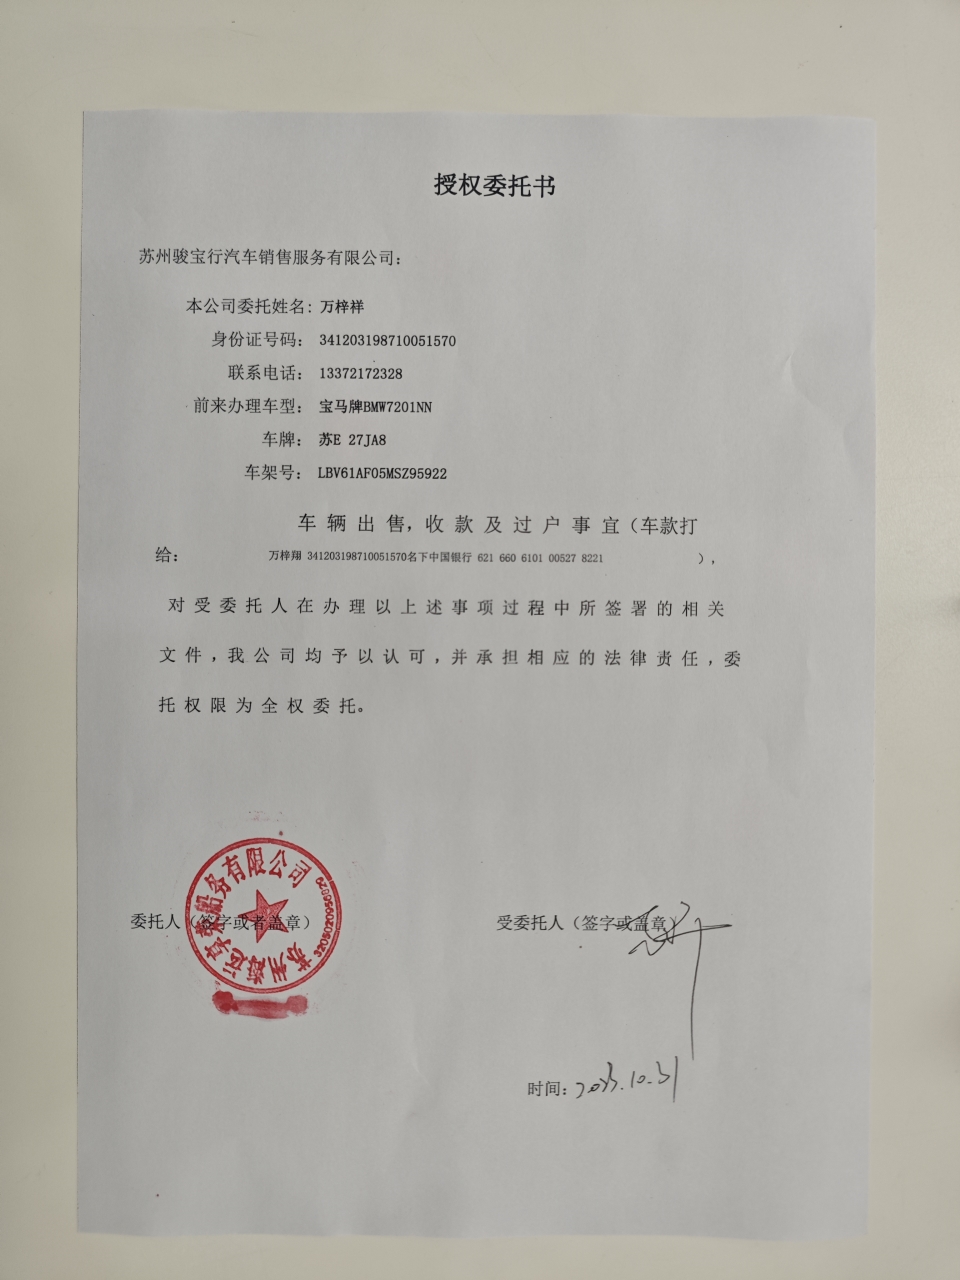 授权委托书
苏州骏宝行汽车销售服务有限公司：
本公司委托姓名：万梓祥
身份证号码：341203198710051570
联系电话：13372172328
前来办理车型：宝马牌BMW7201NN
车牌：苏E 27JA8
车架号：LBV61AF05MSZ95922
车辆出售，收款及过户事宜（车款打
给：万梓翔 341203198710051570名下中国银行 621 660 6101 00527 8221），
对受委托人在办理以上述事项过程中所签署的相关
文件，我公司均予以认可，并承担相应的法律责任，委
托权限为全权委托。
委托人（签字或者盖章）
受委托人（签字或盖章）
时间：2023.10.31